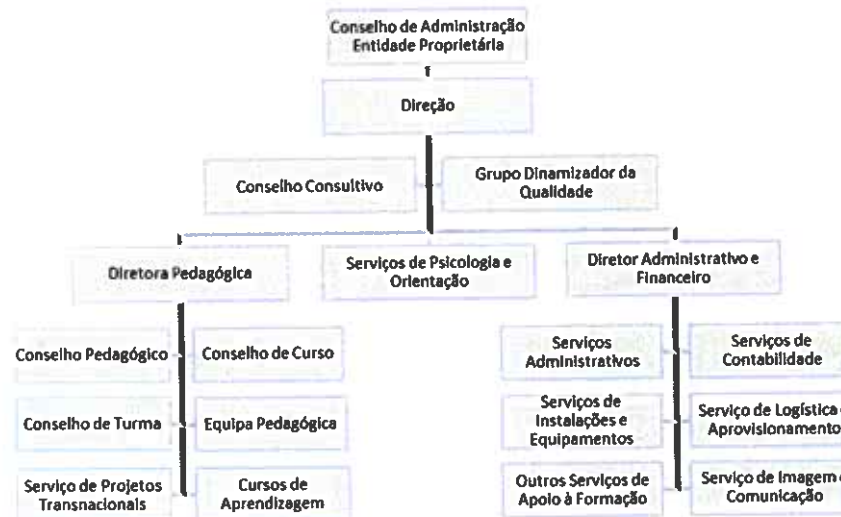 Conselho de Administração
Entidade Proprietária
Direção
Conselho Consultivo
Grupo Dinamizador da
Qualidade
Diretora Pedagógica
Serviços de Psicologia e
Orientação
Diretor Administrativo e
Financeiro
Conselho Pedagógico
Conselho de Curso
Serviços
Administrativos
Serviços de
Contabilidade
Conselho de Turma
Equipa Pedagógica
Serviços de
Instalações e
Equipamentos
Serviço de Logística e
Aprovisionamento
Serviço de Projetos
Transnacionais
Cursos de
Aprendizagem
Outros Serviços de
Apoio à Formação
Serviço de Imagem e
Comunicação